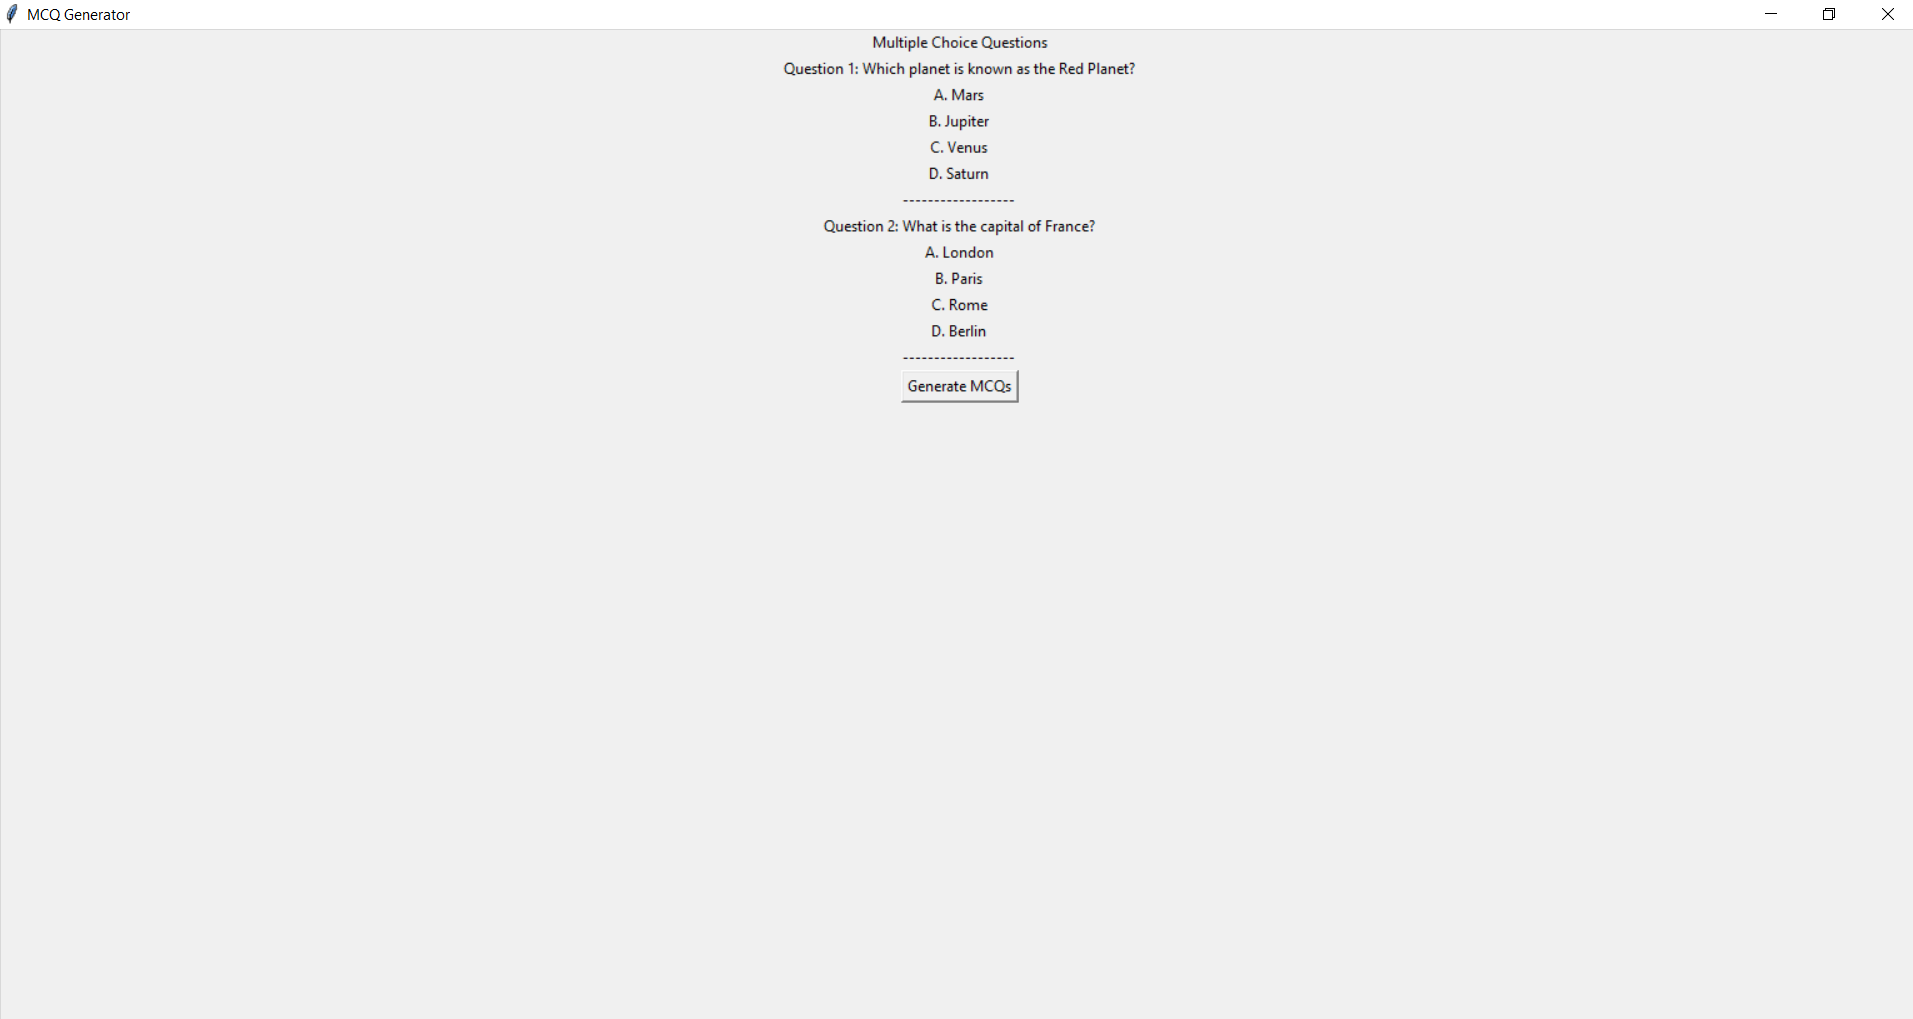 MCQ Generator
Multiple Choice Questions
Question 1: Which planet is known as the Red Planet?
A. Mars
B. Jupiter
C. Venus
D. Saturn
------------------
Question 2: What is the capital of France?
A. London
B. Paris
C. Rome
D. Berlin
------------------
Generate MCQs